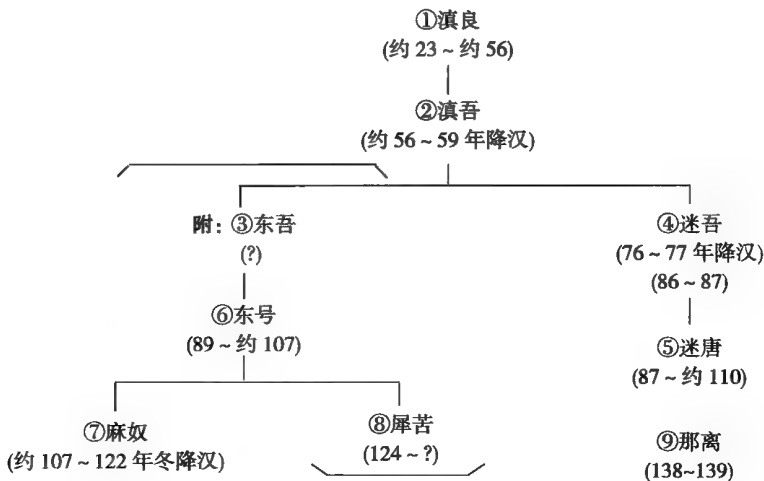 ①滇良
(约 23 ~ 约 56)
②滇吾
(约 56 ~ 59 年降汉)
附: ③东吾
(?)
④迷吾
(76 ~ 77 年降汉)
(86 ~ 87)
⑥东号
(89 ~ 约 107)
⑤迷唐
(87 ~ 约 110)
⑦麻奴
(约 107 ~ 122 年冬降汉)
⑧犀苦
(124 ~ ?)
⑨那离
(138~139)